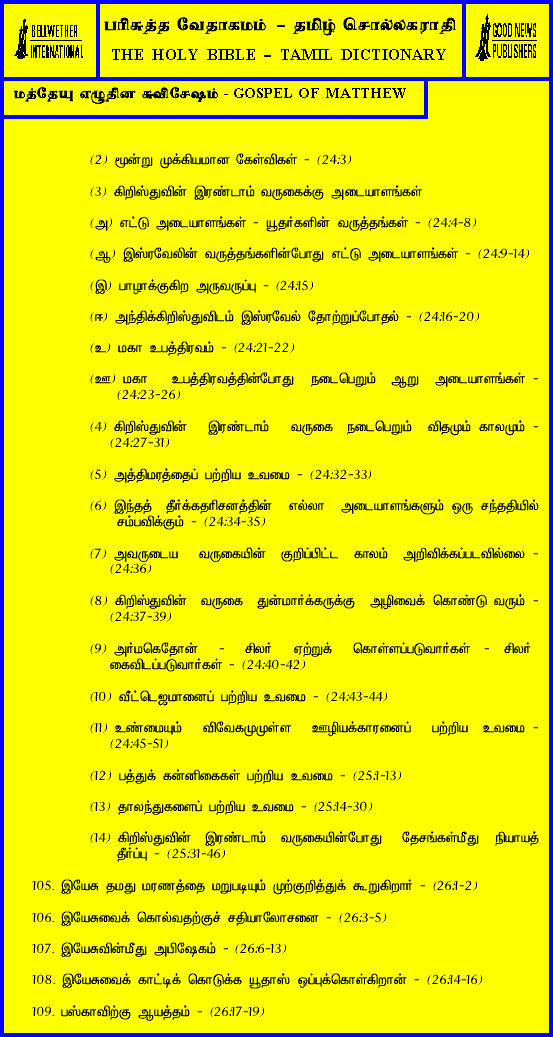 BELLWETHER
INTERNATIONAL
பரிசுத்த வேதாகமம் – தமிழ் சொல்லகராதி
THE HOLY BIBLE – TAMIL DICTIONARY
GOOD NEWS
PUBLISHERS
மத்தேயு எழுதின சுவிசேஷம் - GOSPEL OF MATTHEW
(2) மூன்று முக்கியமான கேள்விகள் - (24:3)
(3) கிறிஸ்துவின் இரண்டாம் வருகைக்கு அடையாளங்கள்
(அ) எட்டு அடையாளங்கள் - யூதர்களின் வருத்தங்கள் - (24:4-8)
(ஆ) இஸ்ரவேலின் வருத்தங்களின்போது எட்டு அடையாளங்கள் - (24:9-14)
(இ) பாழாக்குகிற அருவருப்பு - (24:15)
(ஈ) அந்திக்கிறிஸ்துவிடம் இஸ்ரவேல் தோற்றுப்போதல் - (24:16-20)
(உ) மகா உபத்திரவம் - (24:21-22)
(ஊ) மகா உபத்திரவத்தின்போது நடைபெறும் ஆறு அடையாளங்கள் -
(24:23-26)
(4) கிறிஸ்துவின் இரண்டாம் வருகை நடைபெறும் விதமும் காலமும் -
(24:27-31)
(5) அத்திமரத்தைப் பற்றிய உவமை - (24:32-33)
(6) இந்தத் தீர்க்கதரிசனத்தின் எல்லா அடையாளங்களும் ஒரு சந்ததியில்
சம்பவிக்கும் - (24:34-35)
(7) அவருடைய வருகையின் குறிப்பிட்ட காலம் அறிவிக்கப்படவில்லை -
(24:36)
(8) கிறிஸ்துவின் வருகை துன்மார்க்கருக்கு அழிவைக் கொண்டு வரும் -
(24:37-39)
(9) அர்மகெதோன் - சிலர் ஏற்றுக் கொள்ளப்படுவார்கள் - சிலர்
கைவிடப்படுவார்கள் - (24:40-42)
(10) வீட்டெஜமானைப் பற்றிய உவமை - (24:43-44)
(11) உண்மையும் விவேகமுமுள்ள ஊழியக்காரனைப் பற்றிய உவமை -
(24:45-51)
(12) பத்துக் கன்னிகைகள் பற்றிய உவமை - (25:1-13)
(13) தாலந்துகளைப் பற்றிய உவமை - (25:14-30)
(14) கிறிஸ்துவின் இரண்டாம் வருகையின்போது தேசங்கள்மீது நியாயத்
தீர்ப்பு - (25:31-46)
105. இயேசு தமது மரணத்தை மறுபடியும் முற்குறித்துக் கூறுகிறார் - (26:1-2)
106. இயேசுவைக் கொல்வதற்குச் சதியாலோசனை - (26:3-5)
107. இயேசுவின்மீது அபிஷேகம் - (26:6-13)
108. இயேசுவைக் காட்டிக் கொடுக்க யூதாஸ் ஒப்புக்கொள்கிறான் - (26:14-16)
109. பஸ்காவிற்கு ஆயத்தம் - (26:17-19)